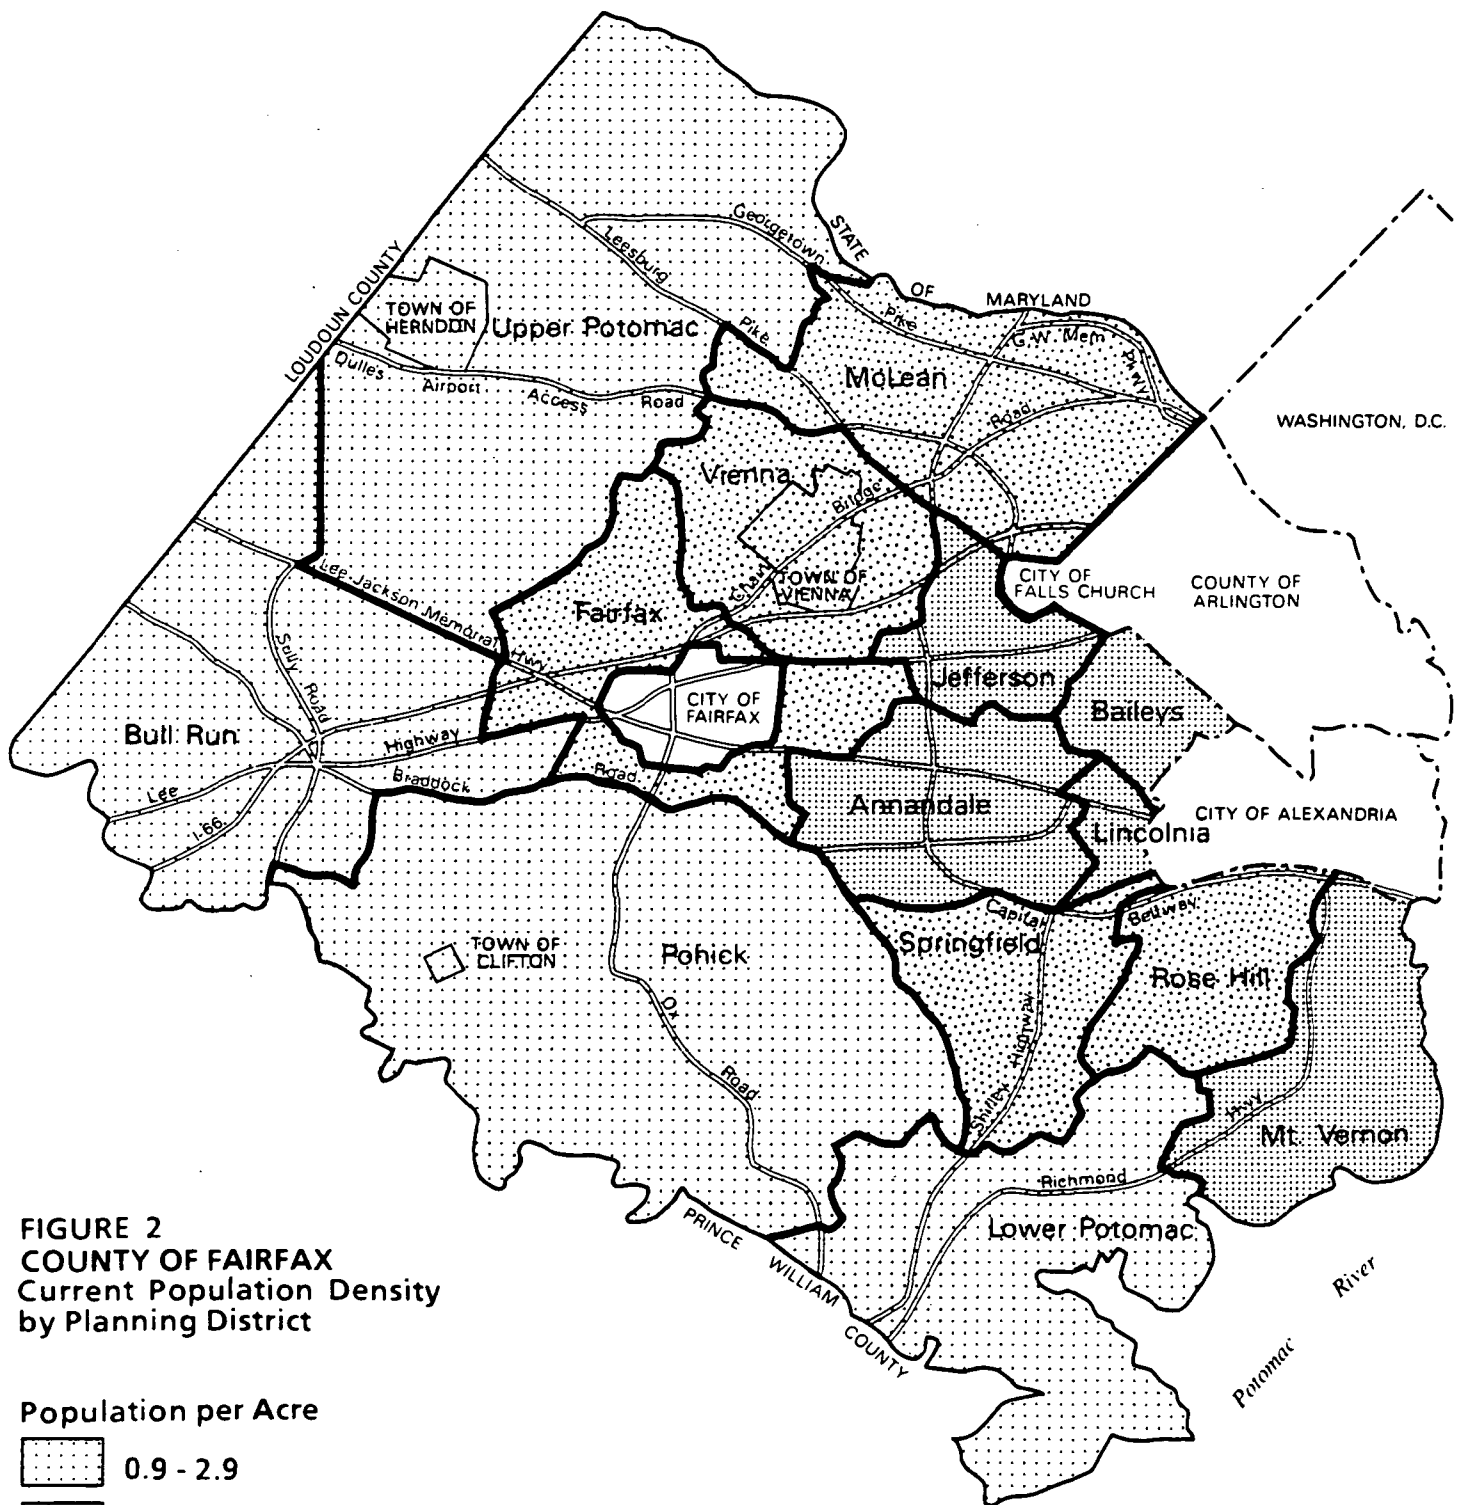 STATE
OF
MARYLAND
Georgetown
Pike
Leesburg
Pike
G.W. Mem
Pkwy
LOUDOUN COUNTY
TOWN OF
HERNDON
Upper Potomac
Dulles
Airport
Access
Road
McLean
Road
WASHINGTON, D.C.
Vienna
Bridge
Chain
TOWN OF
VIENNA
CITY OF
FALLS CHURCH
COUNTY OF
ARLINGTON
Lee-Jackson Memorial
Hwy
Fairfax
Sully
Road
Jefferson
CITY OF
FAIRFAX
Baileys
Bull Run
Highway
Lee
Braddock
Road
I-66
Annandale
CITY OF ALEXANDRIA
Lincolnia
Capital
Beltway
TOWN OF
CLIFTON
Pohick
Springfield
Rose Hill
Ox
Road
Shirley
Highway
Hwy
Mt. Vernon
Richmond
Lower Potomac
PRINCE
WILLIAM
COUNTY
River
Potomac
FIGURE 2
COUNTY OF FAIRFAX
Current Population Density
by Planning District
Population per Acre
0.9 - 2.9